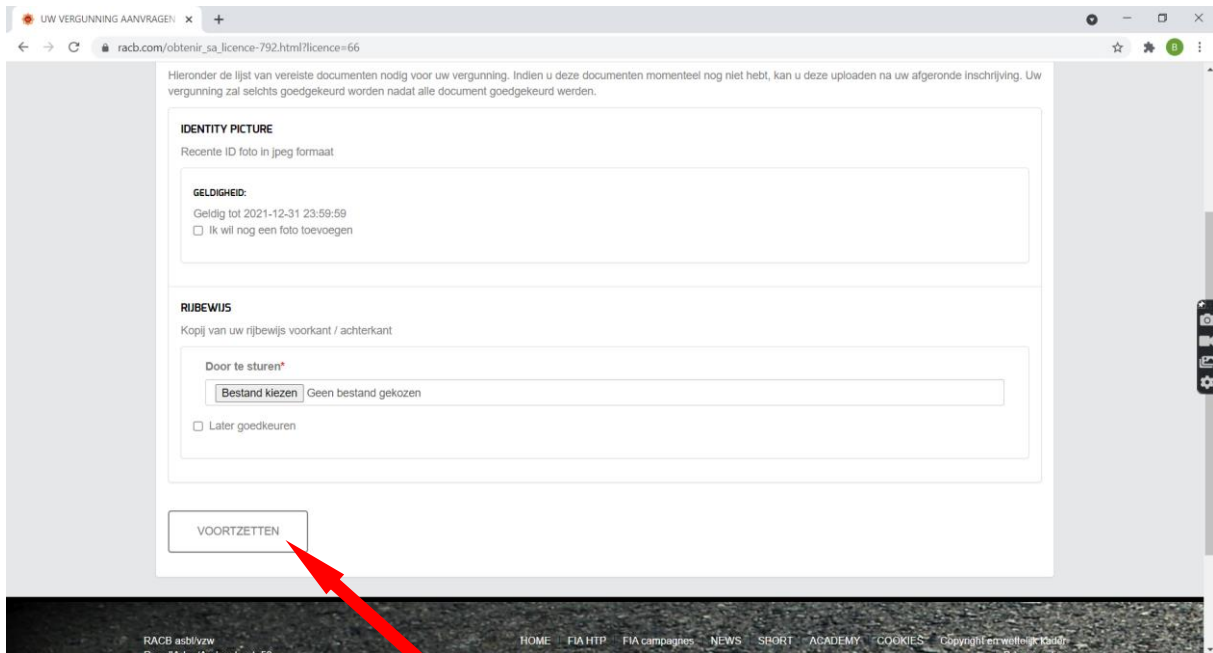 UW VERGUNNING AANVRAGEN
racb.com/obtenir_sa_licence-792.html?licence=66
B
Hieronder de lijst van vereiste documenten nodig voor uw vergunning. Indien u deze documenten momenteel nog niet hebt, kan u deze uploaden na uw afgeronde inschrijving. Uw
vergunning zal selchts goedgekeurd worden nadat alle document goedgekeurd werden.
IDENTITY PICTURE
Recente ID foto in jpeg formaat
GELDIGHEID:
Geldig tot 2021-12-31 23:59:59
Ik wil nog een foto toevoegen
RIJBEWIJS
Kopij van uw rijbewijs voorkant / achterkant
Door te sturen*
Bestand kiezen Geen bestand gekozen
Later goedkeuren
VOORTZETTEN
RACB asbl/vzw HOME FIA HTP FIA campagnes NEWS SPORT ACADEMY COOKIES Copyright en wettelijk kader